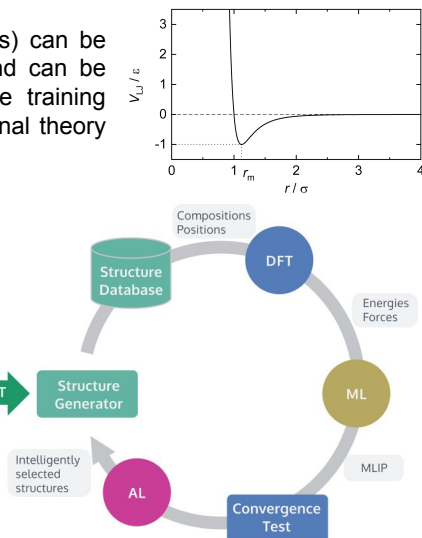 s) can be
nd can be
e training
nal theory
V_LJ / ε
3
2
1
0
-1
0
1
r_m
2
3
4
r / σ
Compositions
Positions
Structure
Database
DFT
Energies
Forces
T
Structure
Generator
ML
Intelligently
selected
structures
MLIP
AL
Convergence
Test